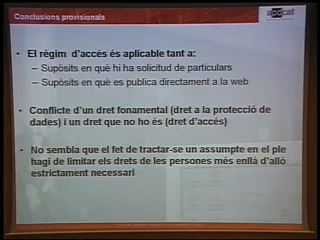 Conclusions provisionals
apdcat
• El règim d'accés és aplicable tant a:
– Supòsits en què hi ha solicitud de particulars
– Supòsits en què es publica directament a la web
• Conflicte d'un dret fonamental (dret a la protecció de
dades) i un dret que no ho és (dret d'accés)
• No sembla que el fet de tractar-se un assumpte en el ple
hagi de limitar els drets de les persones més enllà d'allò
estrictament necessari